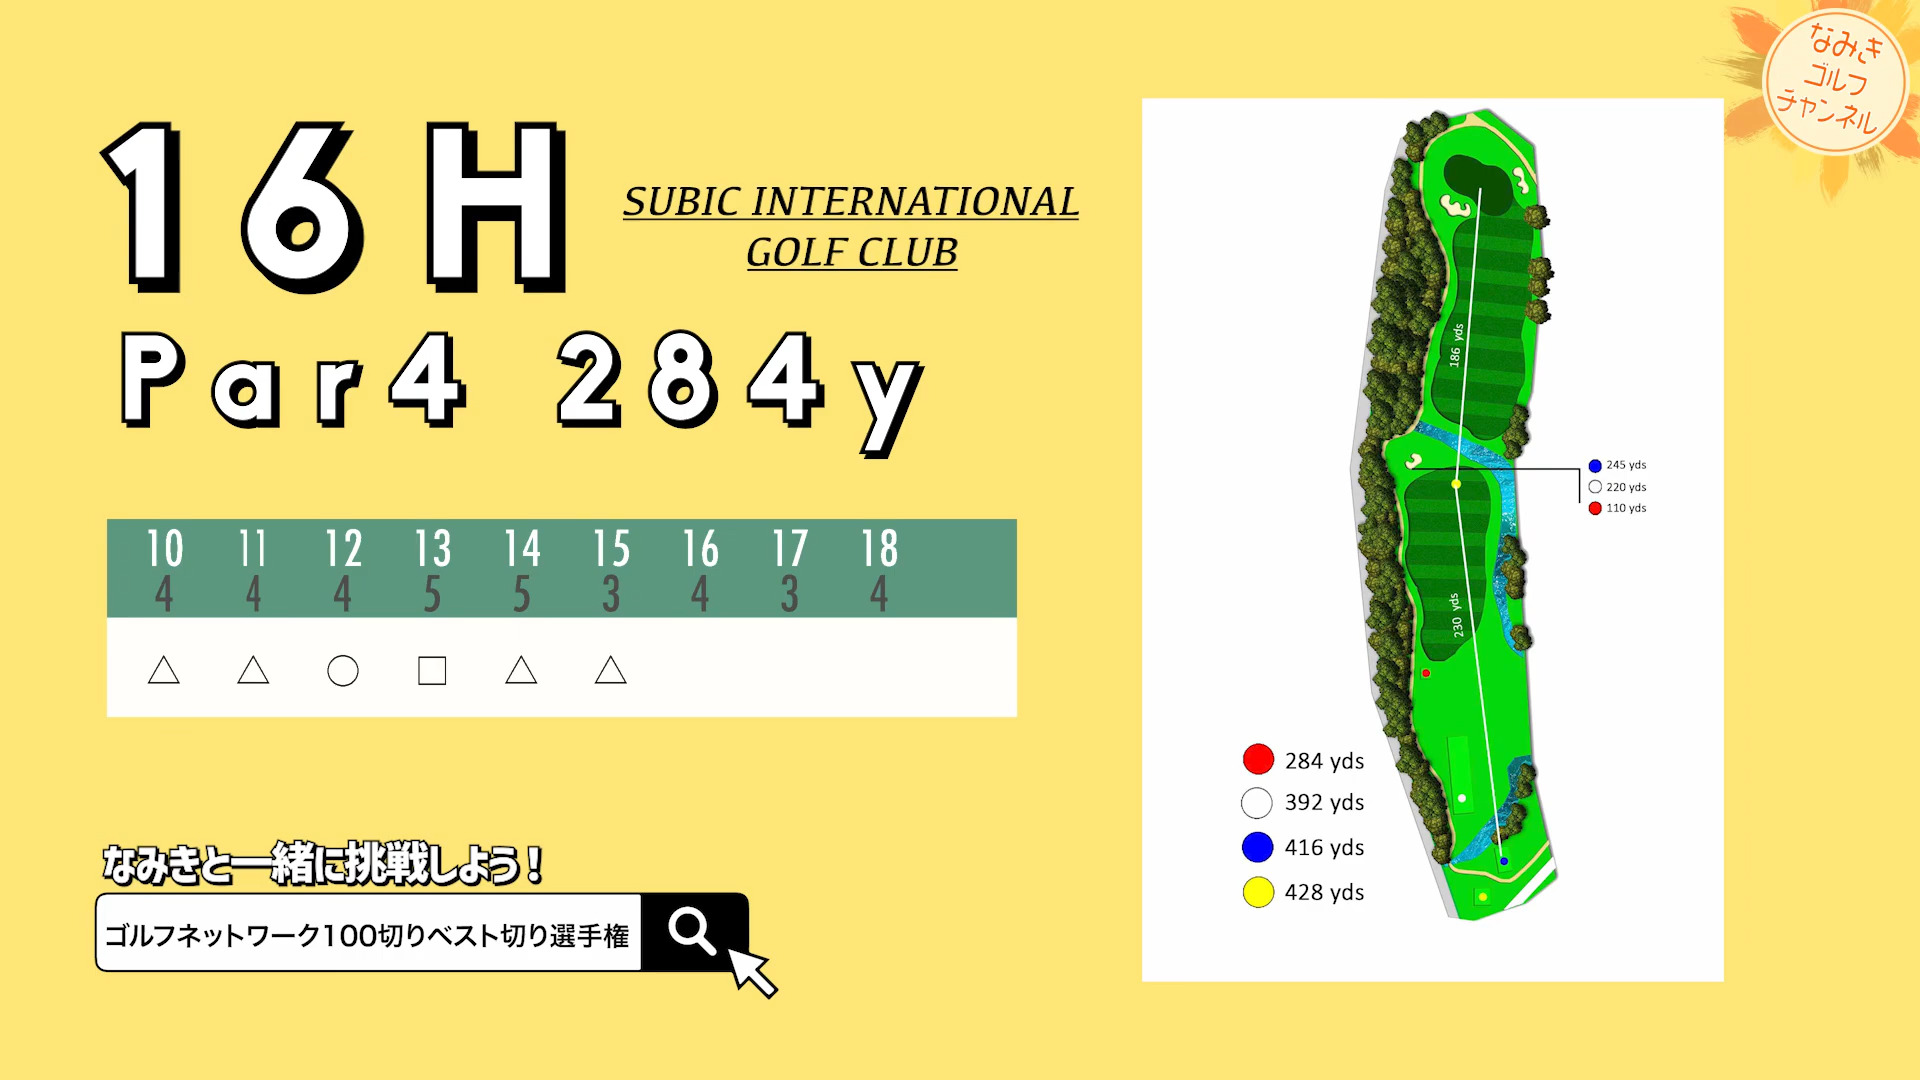 なみき
ゴルフ
チャンネル
16H
SUBIC INTERNATIONAL
GOLF CLUB
Par4 284y
10 11 12 13 14 15 16 17 18
4 4 4 5 5 3 4 3 4
△ △ ○ □ △ △
なみきと一緒に挑戦しよう!
ゴルフネットワーク100切りベスト切り選手権
186 yds
245 yds
220 yds
110 yds
230 yds
284 yds
392 yds
416 yds
428 yds